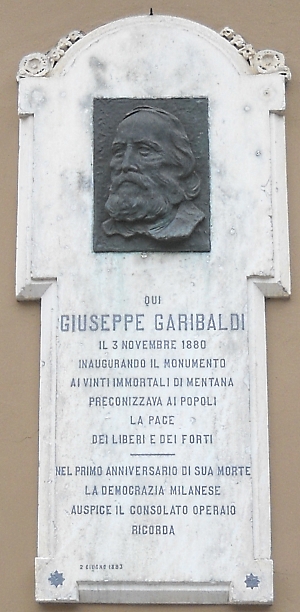 QUI
GIUSEPPE GARIBALDI
IL 3 NOVEMBRE 1880
INAUGURANDO IL MONUMENTO
AI VINTI IMMORTALI DI MENTANA
PRECONIZZAVA AI POPOLI
LA PACE
DEI LIBERI E DEI FORTI
NEL PRIMO ANNIVERSARIO DI SUA MORTE
LA DEMOCRAZIA MILANESE
AUSPICE IL CONSOLATO OPERAIO
RICORDA
2 GIUGNO 1883